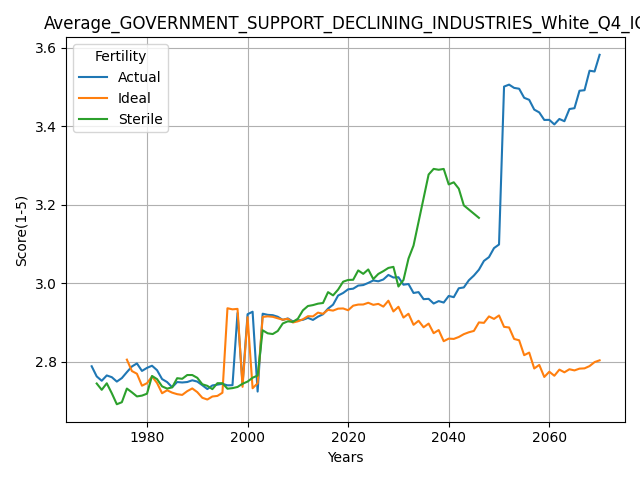 Average_GOVERNMENT_SUPPORT_DECLINING_INDUSTRIES_White_Q4_IC
Fertility
Actual
Ideal
Sterile
3.6
3.4
3.2
3.0
2.8
Score(1-5)
1980
2000
2020
2040
2060
Years